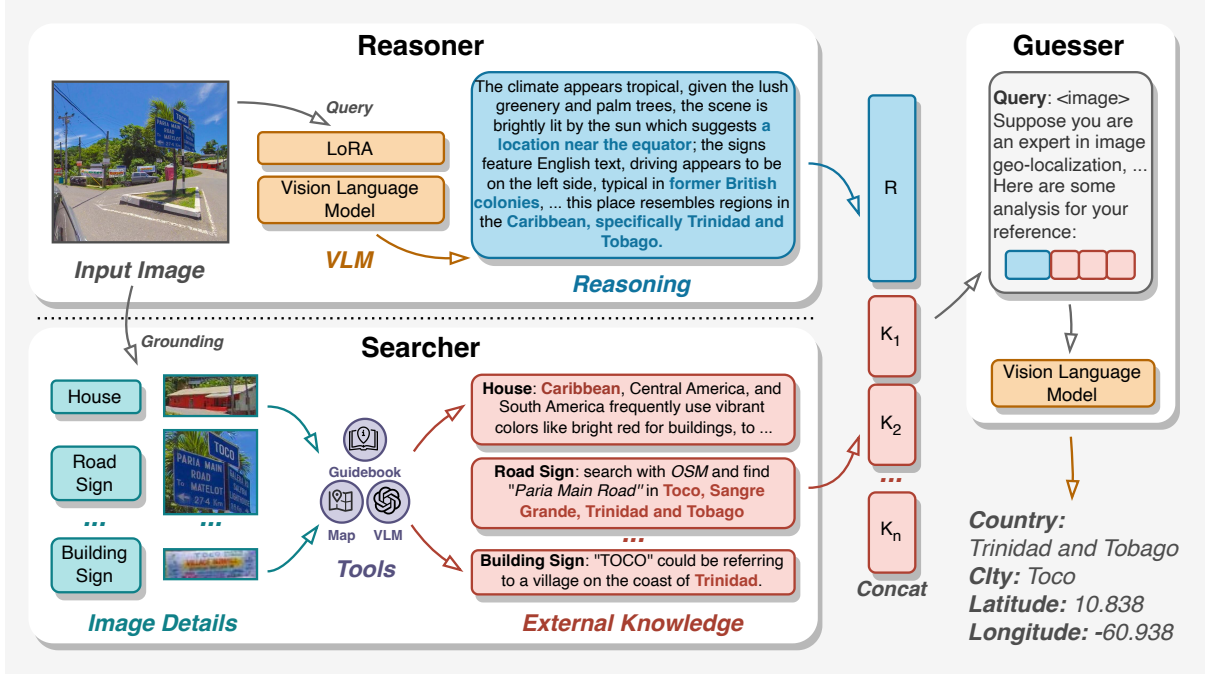 Reasoner
Query
LoRA
Vision Language
Model
VLM
Input Image
The climate appears tropical, given the lush
greenery and palm trees, the scene is
brightly lit by the sun which suggests a
location near the equator; the signs
feature English text, driving appears to be
on the left side, typical in former British
colonies, ... this place resembles regions in
the Caribbean, specifically Trinidad and
Tobago.
Reasoning
Grounding
Searcher
House
Road
Sign
...
Building
Sign
Image Details
TOCO
PARIA MAIN
ROAD
MATELOT
To
27.4 Km
...
Guidebook
Map
VLM
Tools
House: Caribbean, Central America, and
South America frequently use vibrant
colors like bright red for buildings, to ...
Road Sign: search with OSM and find
"Paria Main Road" in Toco, Sangre
Grande, Trinidad and Tobago
...
Building Sign: "TOCO" could be referring
to a village on the coast of Trinidad.
External Knowledge
R
K1
K2
...
Kn
Concat
Guesser
Query: <image>
Suppose you are
an expert in image
geo-localization, ...
Here are some
analysis for your
reference:
Vision Language
Model
Country:
Trinidad and Tobago
CIty: Toco
Latitude: 10.838
Longitude: -60.938